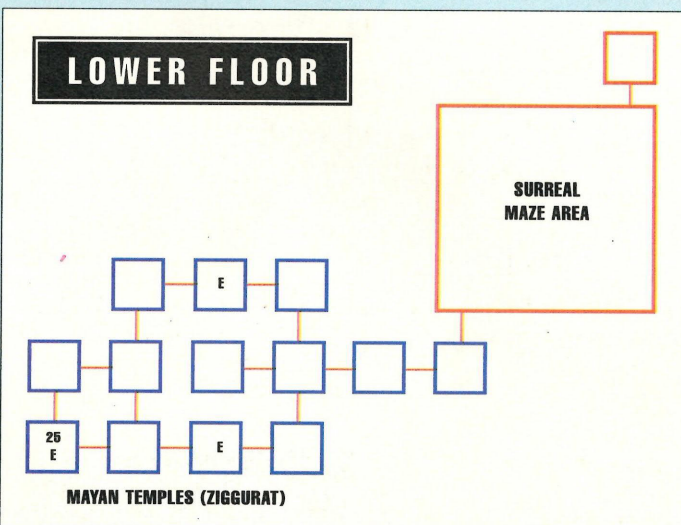 LOWER FLOOR
SURREAL
MAZE AREA
E
25
E
E
MAYAN TEMPLES (ZIGGURAT)